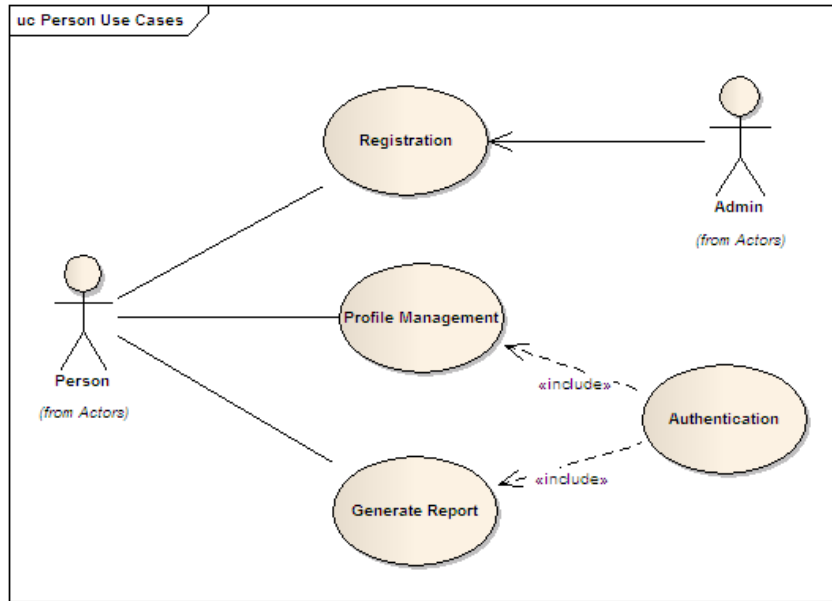 uc Person Use Cases
Registration
Admin
(from Actors)
Profile Management
Person
(from Actors)
«include»
Authentication
«include»
Generate Report